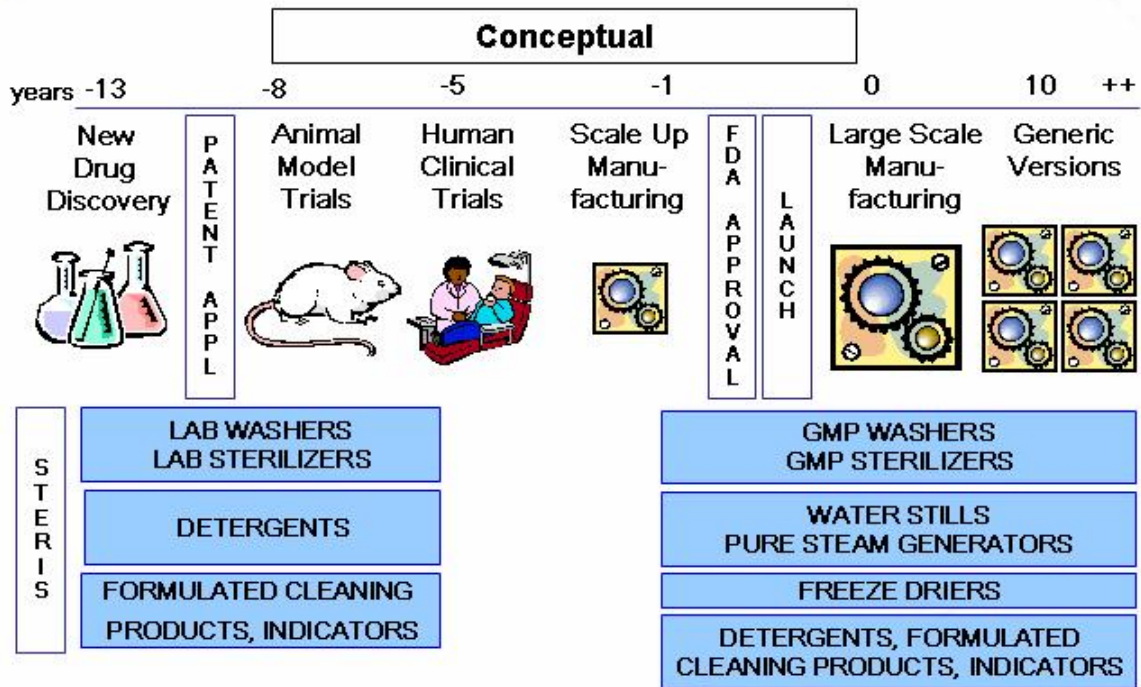 Conceptual
years -13 -8 -5 -1 0 10 ++
New
Drug
Discovery
PATENT APPL
Animal
Model
Trials
Human
Clinical
Trials
Scale Up
Manu-
facturing
FDA APPROVAL
LAUNCH
Large Scale
Manu-
facturing
Generic
Versions
STERIS
LAB WASHERS
LAB STERILIZERS
DETERGENTS
FORMULATED CLEANING
PRODUCTS, INDICATORS
GMP WASHERS
GMP STERILIZERS
WATER STILLS
PURE STEAM GENERATORS
FREEZE DRIERS
DETERGENTS, FORMULATED
CLEANING PRODUCTS, INDICATORS